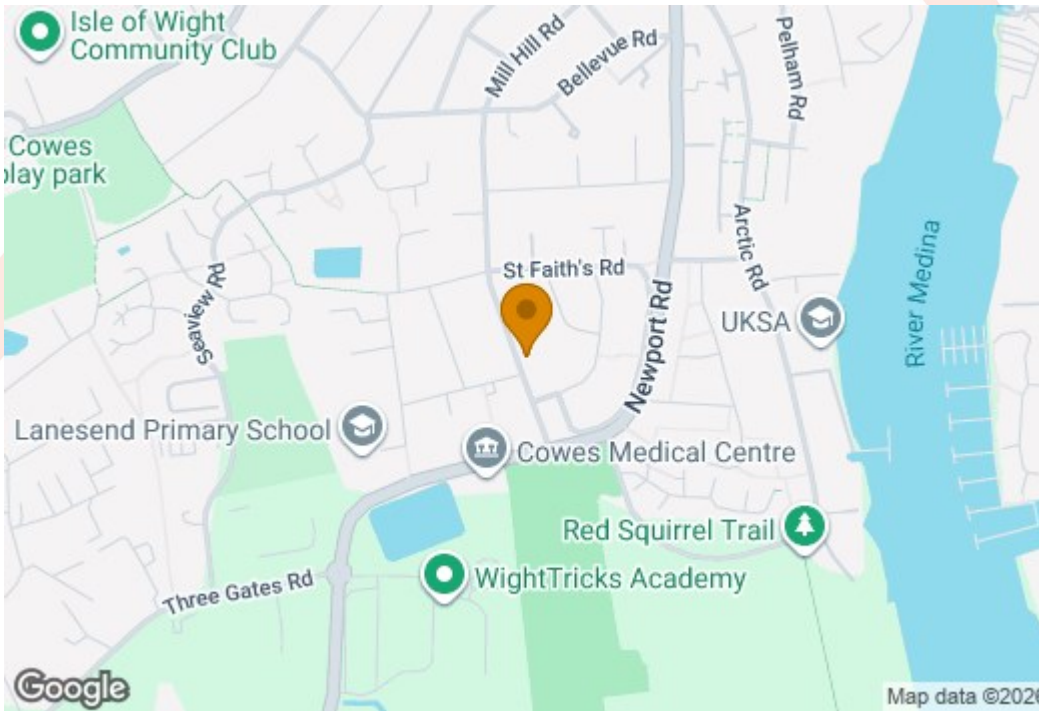 Isle of Wight
Community Club
Mill Hill Rd
Bellevue Rd
Pelham Rd
Cowes
play park
Arctic Rd
River Medina
St Faith's Rd
Seaview Rd
Newport Rd
UKSA
Lanesend Primary School
Cowes Medical Centre
Red Squirrel Trail
WightTricks Academy
Three Gates Rd
Google
Map data ©2026